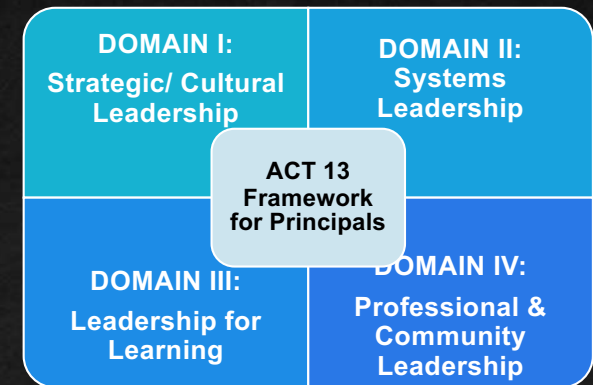 DOMAIN I:
Strategic/ Cultural
Leadership
DOMAIN II:
Systems
Leadership
ACT 13
Framework
for Principals
DOMAIN III:
Leadership for
Learning
DOMAIN IV:
Professional &
Community
Leadership